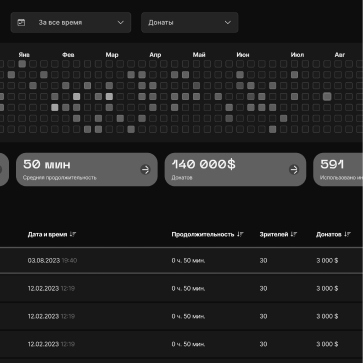 За все время Донаты
Янв Фев Мар Апр Май Июн Июл Авг
50 мин 140 000$ 591
Средняя продолжительность Донатов Использовано
Дата и время Продолжительность Зрителей Донатов
03.08.2023 19:40 0 ч. 50 мин. 30 3 000 $
12.02.2023 12:19 0 ч. 50 мин. 30 3 000 $
12.02.2023 12:19 0 ч. 50 мин. 30 3 000 $
12.02.2023 12:19 0 ч. 50 мин. 30 3 000 $